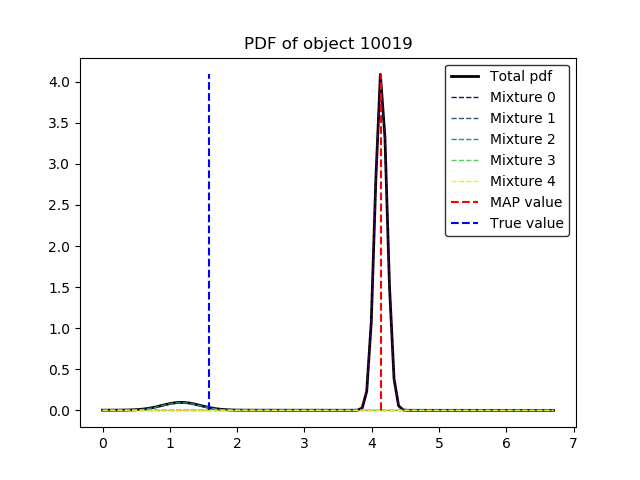 PDF of object 10019
Total pdf
Mixture 0
Mixture 1
Mixture 2
Mixture 3
Mixture 4
MAP value
True value
4.0
3.5
3.0
2.5
2.0
1.5
1.0
0.5
0.0
0 1 2 3 4 5 6 7